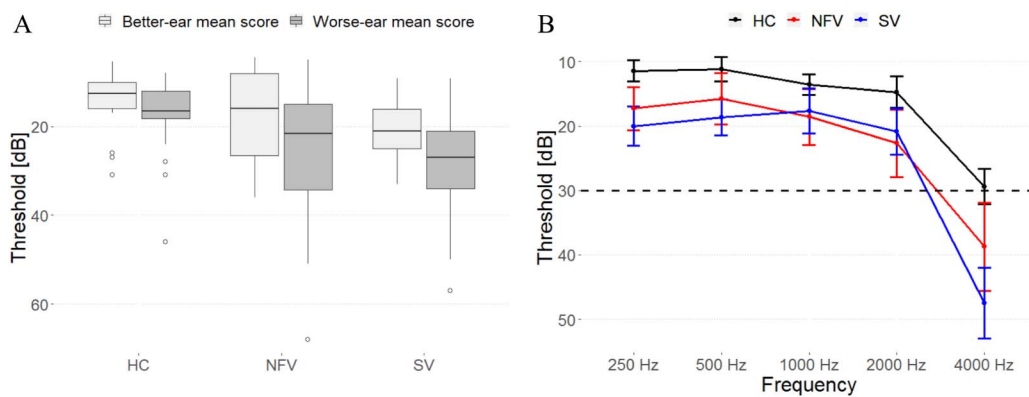 A
Better-ear mean score Worse-ear mean score
Threshold [dB]
20
40
60
HC NFV SV
B
HC NFV SV
Threshold [dB]
10
20
30
40
50
250 Hz 500 Hz 1000 Hz 2000 Hz 4000 Hz
Frequency